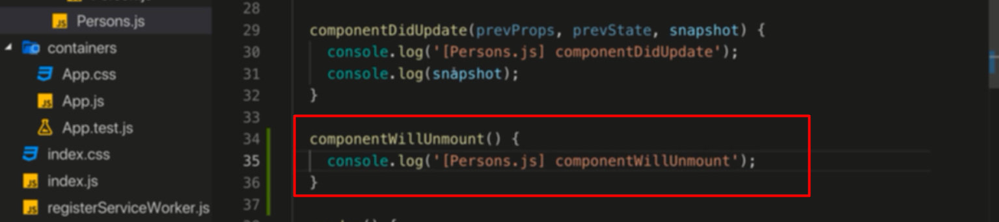 Persons.js
containers
App.css
App.js
App.test.js
index.css
index.js
registerServiceWorker.js
28
29 componentDidUpdate(prevProps, prevState, snapshot) {
30 console.log('[Persons.js] componentDidUpdate');
31 console.log(snapshot);
32 }
33
34 componentWillUnmount() {
35 console.log('[Persons.js] componentWillUnmount');
36 }
37